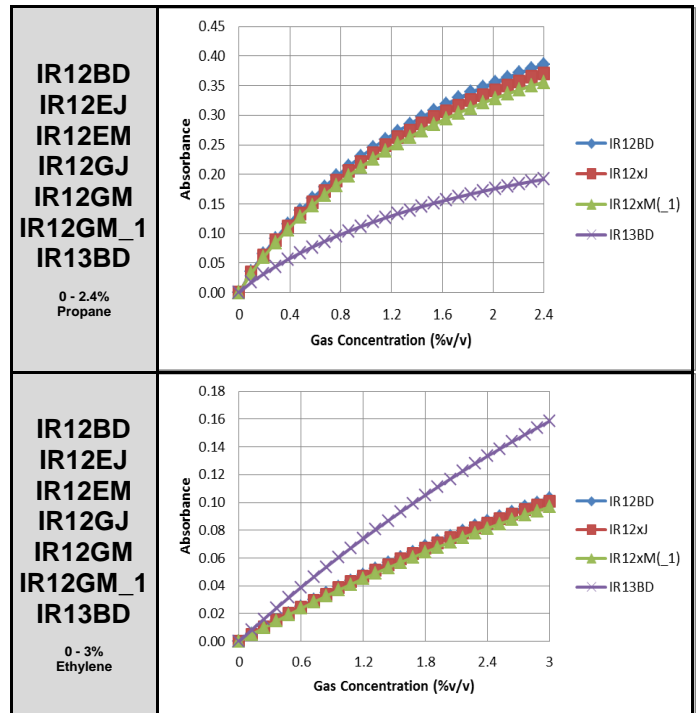 IR12BD
IR12EJ
IR12EM
IR12GJ
IR12GM
IR12GM_1
IR13BD
0 - 2.4%
Propane
Absorbance
0.45
0.40
0.35
0.30
0.25
0.20
0.15
0.10
0.05
0.00
0 0.4 0.8 1.2 1.6 2 2.4
Gas Concentration (%v/v)
IR12BD
IR12xJ
IR12xM(_1)
IR13BD
IR12BD
IR12EJ
IR12EM
IR12GJ
IR12GM
IR12GM_1
IR13BD
0 - 3%
Ethylene
Absorbance
0.18
0.16
0.14
0.12
0.10
0.08
0.06
0.04
0.02
0.00
0 0.6 1.2 1.8 2.4 3
Gas Concentration (%v/v)
IR12BD
IR12xJ
IR12xM(_1)
IR13BD